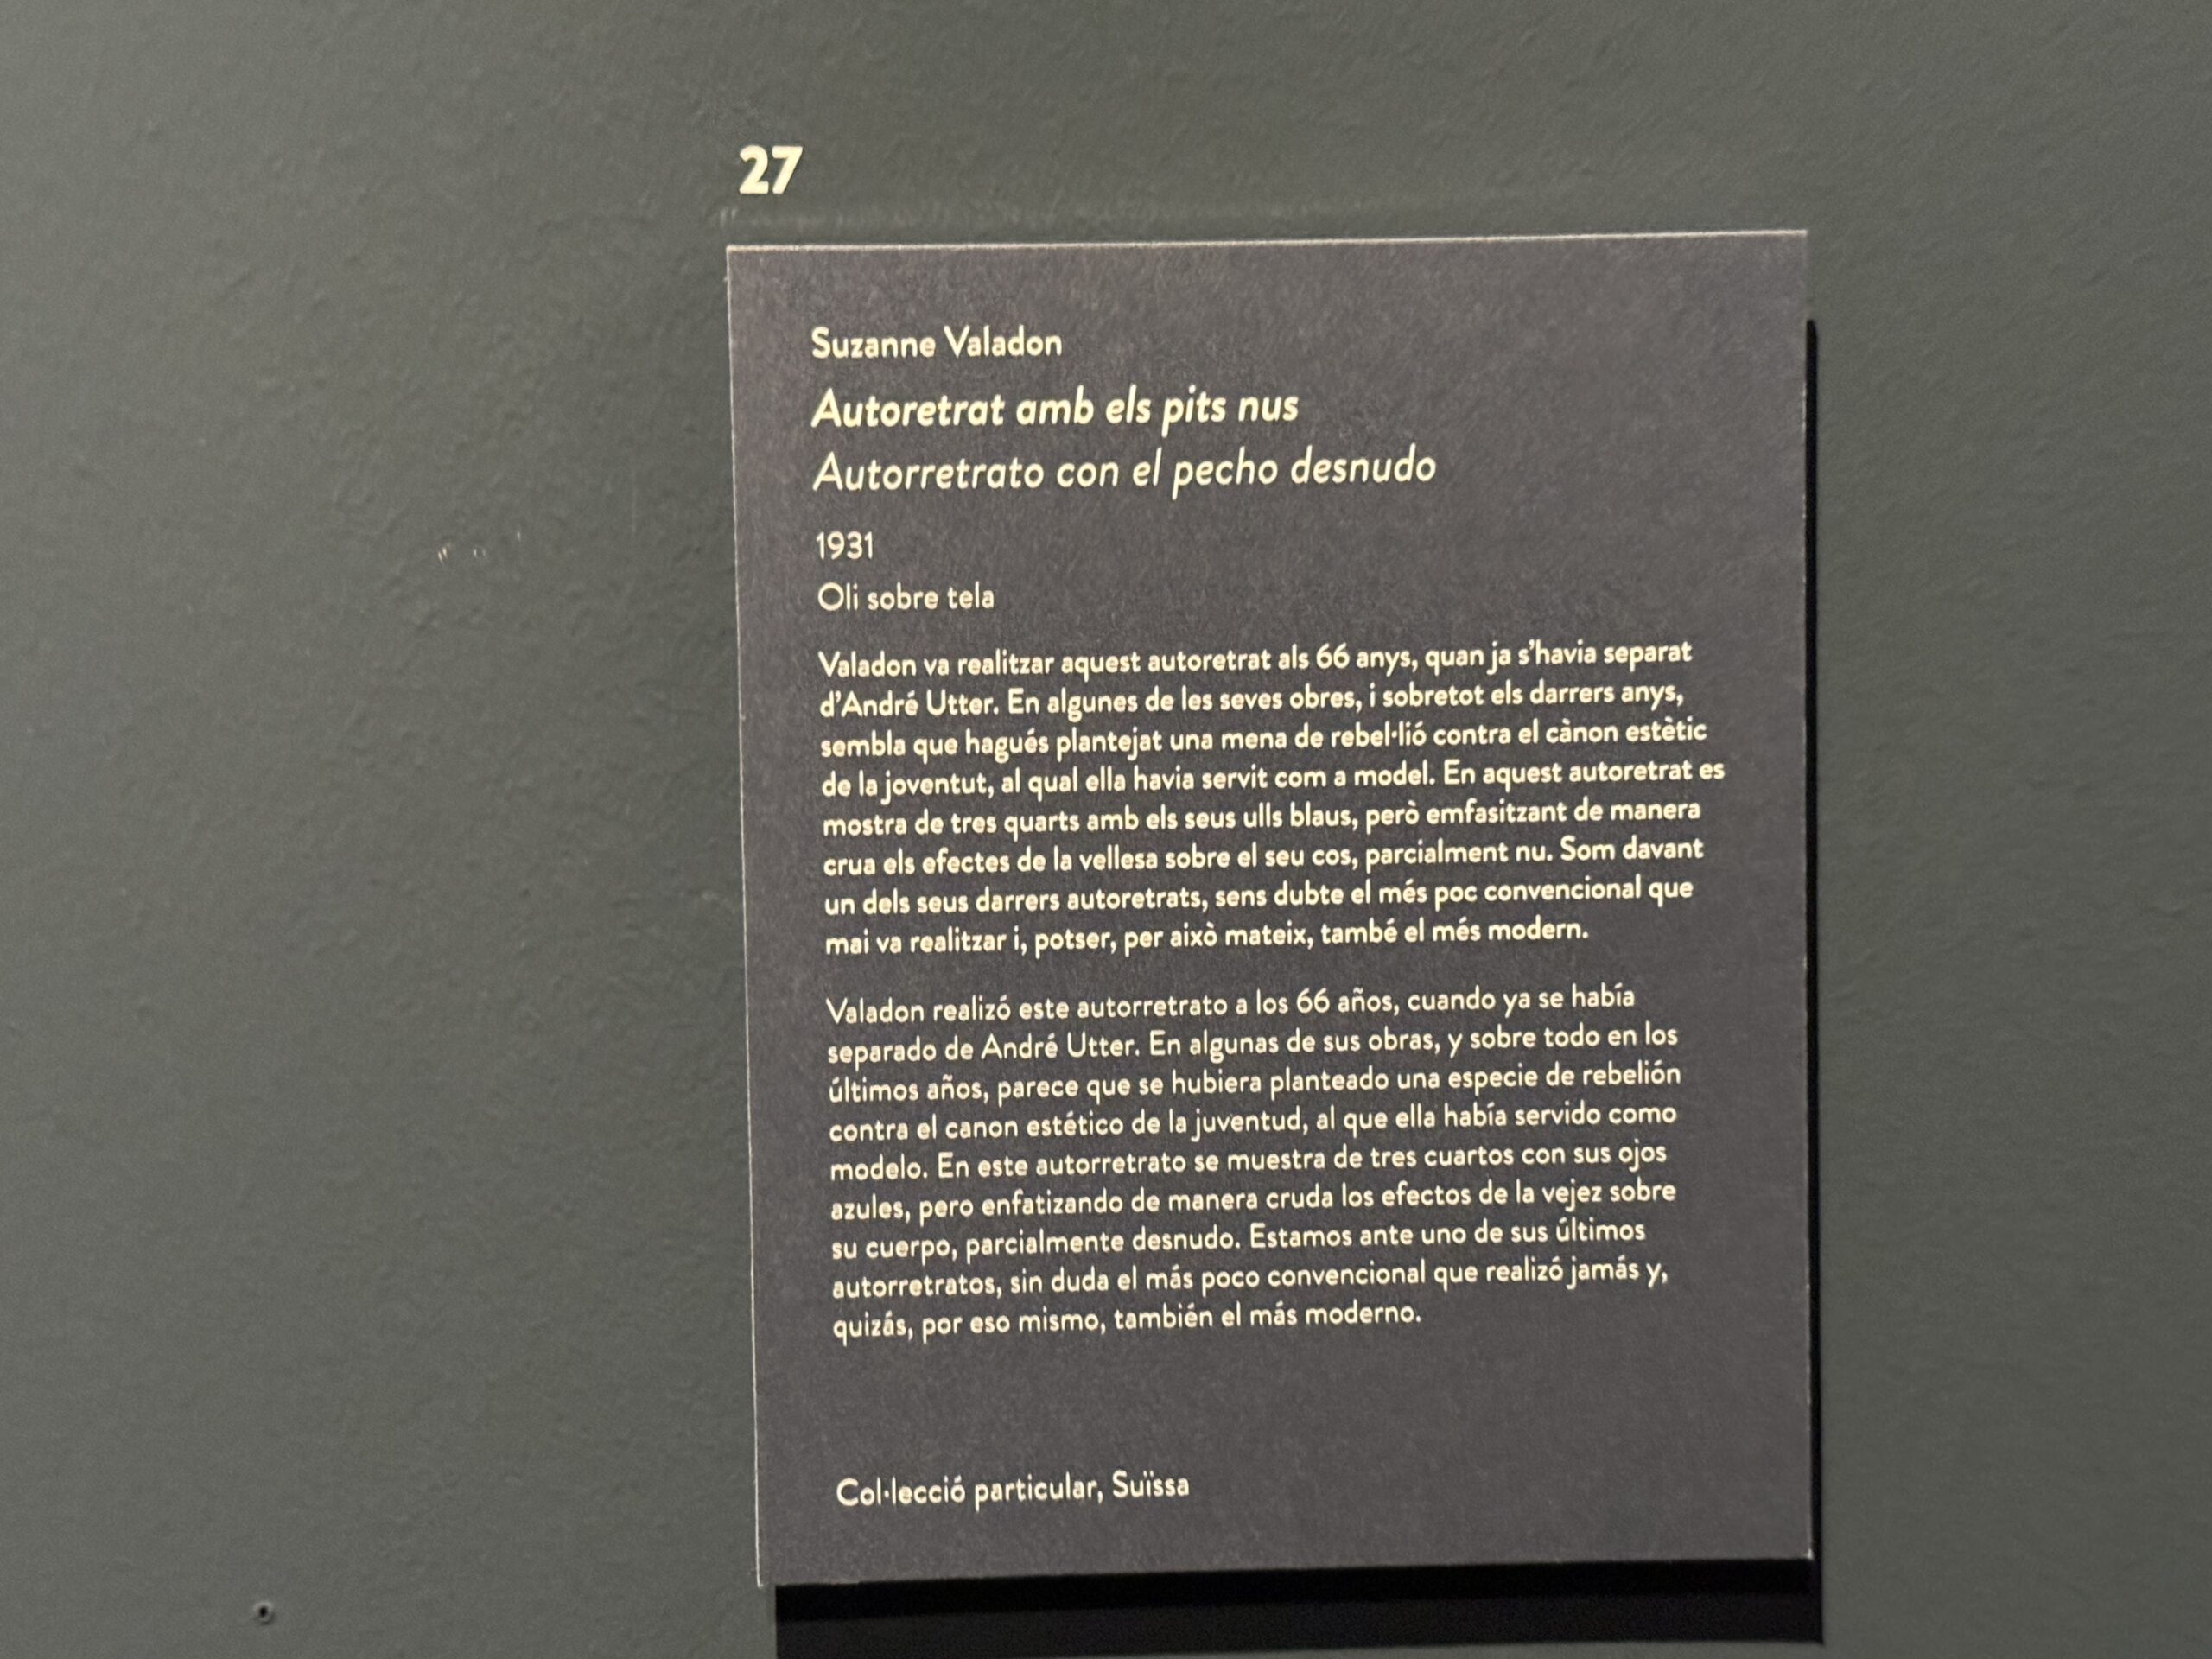 27
Suzanne Valadon
Autoretrat amb els pits nus
Autorretrato con el pecho desnudo
1931
Oli sobre tela
Valadon va realitzar aquest autoretrat als 66 anys, quan ja s'havia separat
d'André Utter. En algunes de les seves obres, i sobretot els darrers anys,
sembla que hagués plantejat una mena de rebel·lió contra el cànon estètic
de la joventut, al qual ella havia servit com a model. En aquest autoretrat es
mostra de tres quarts amb els seus ulls blaus, però emfasitzant de manera
crua els efectes de la vellesa sobre el seu cos, parcialment nu. Som davant
un dels seus darrers autoretrats, sens dubte el més poc convencional que
mai va realitzar i, potser, per això mateix, també el més modern.
Valadon realizó este autorretrato a los 66 años, cuando ya se había
separado de André Utter. En algunas de sus obras, y sobre todo en los
últimos años, parece que se hubiera planteado una especie de rebelión
contra el canon estético de la juventud, al que ella había servido como
modelo. En este autorretrato se muestra de tres cuartos con sus ojos
azules, pero enfatizando de manera cruda los efectos de la vejez sobre
su cuerpo, parcialmente desnudo. Estamos ante uno de sus últimos
autorretratos, sin duda el más poco convencional que realizó jamás y,
quizás, por eso mismo, también el más moderno.
Col·lecció particular, Suïssa